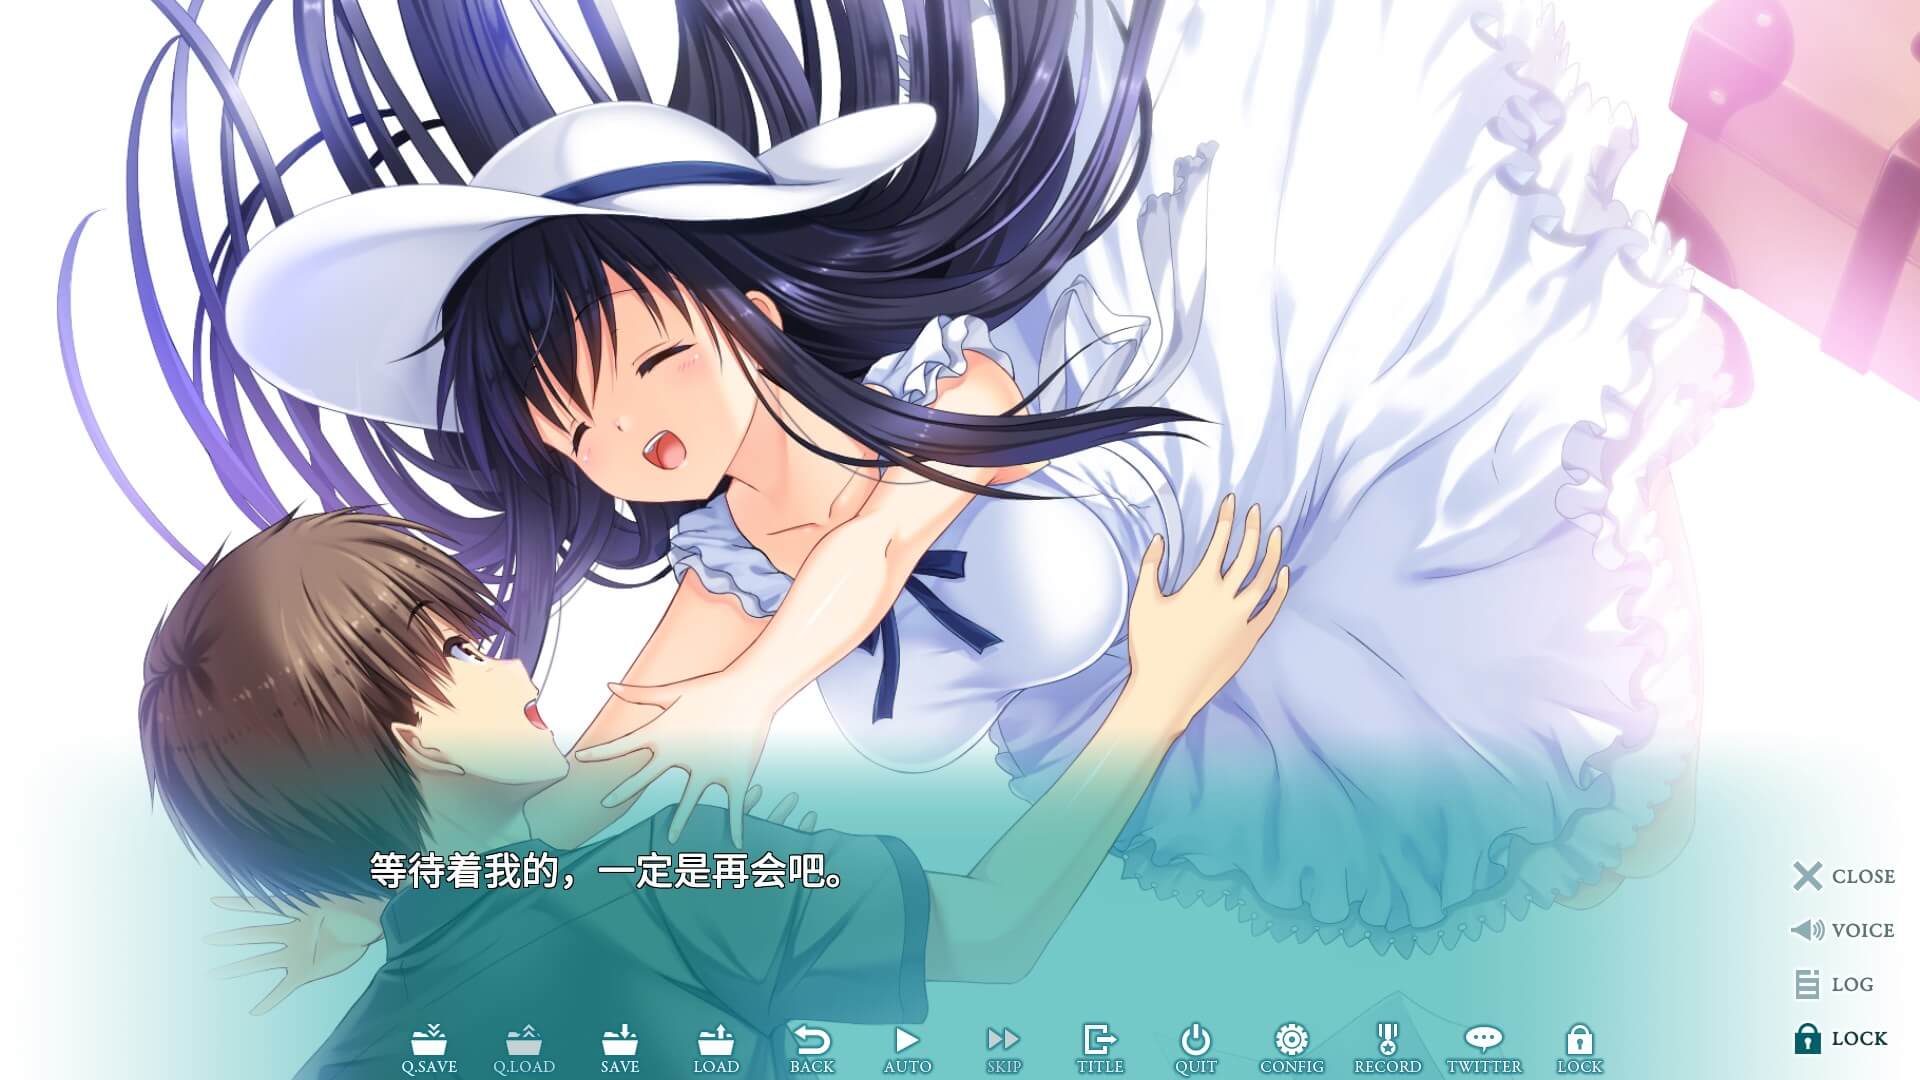 等待着我的，一定是再会吧。
CLOSE
VOICE
LOG
LOCK
Q.SAVE
Q.LOAD
SAVE
LOAD
BACK
AUTO
SKIP
TITLE
QUIT
CONFIG
RECORD
TWITTER
LOCK